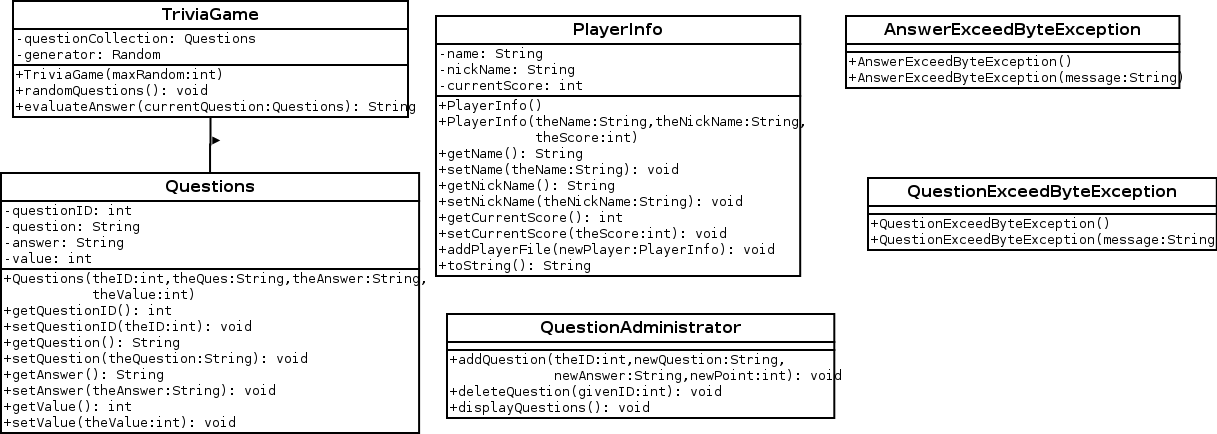 TriviaGame
-questionCollection: Questions
-generator: Random
+TriviaGame(maxRandom:int)
+randomQuestions(): void
+evaluateAnswer(currentQuestion:Questions): String
Questions
-questionID: int
-question: String
-answer: String
-value: int
+Questions(theID:int,theQues:String,theAnswer:String,
theValue:int)
+getQuestionID(): int
+setQuestionID(theID:int): void
+getQuestion(): String
+setQuestion(theQuestion:String): void
+getAnswer(): String
+setAnswer(theAnswer:String): void
+getValue(): int
+setValue(theValue:int): void
PlayerInfo
-name: String
-nickName: String
-currentScore: int
+PlayerInfo()
+PlayerInfo(theName:String,theNickName:String,
theScore:int)
+getName(): String
+setName(theName:String): void
+getNickName(): String
+setNickName(theNickName:String): void
+getCurrentScore(): int
+setCurrentScore(theScore:int): void
+addPlayerFile(newPlayer:PlayerInfo): void
+toString(): String
QuestionAdministrator
+addQuestion(theID:int,newQuestion:String,
newAnswer:String,newPoint:int): void
+deleteQuestion(givenID:int): void
+displayQuestions(): void
AnswerExceedByteException
+AnswerExceedByteException()
+AnswerExceedByteException(message:String)
QuestionExceedByteException
+QuestionExceedByteException()
+QuestionExceedByteException(message:String